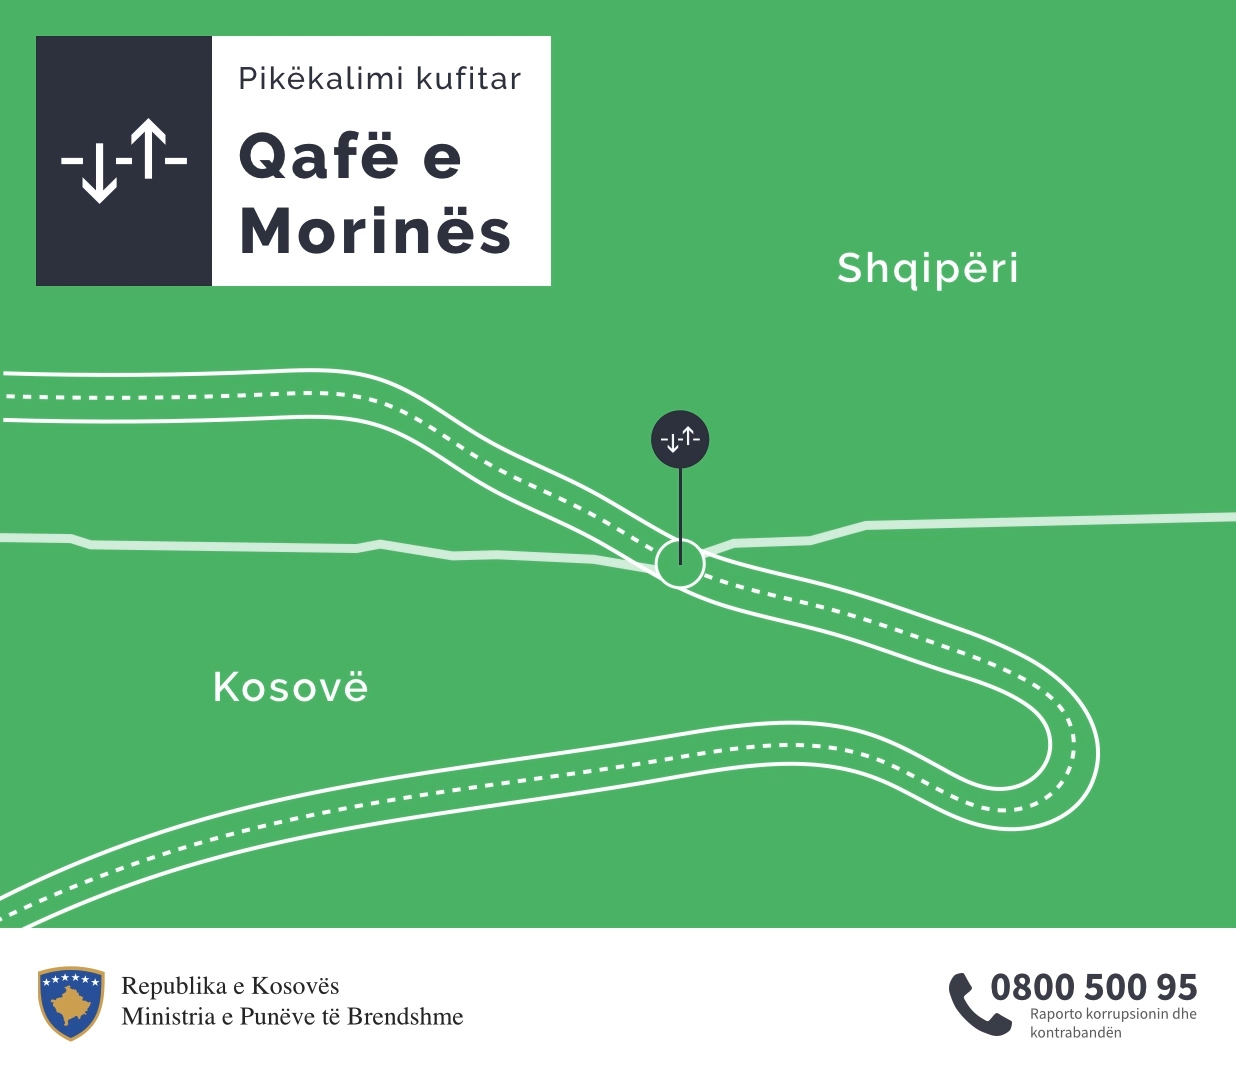 Pikëkalimi kufitar
Qafë e
Morinës
Shqipëri
Kosovë
Republika e Kosovës
Ministria e Punëve të Brendshme
0800 500 95
Raporto korrupsionin dhe
kontrabandën